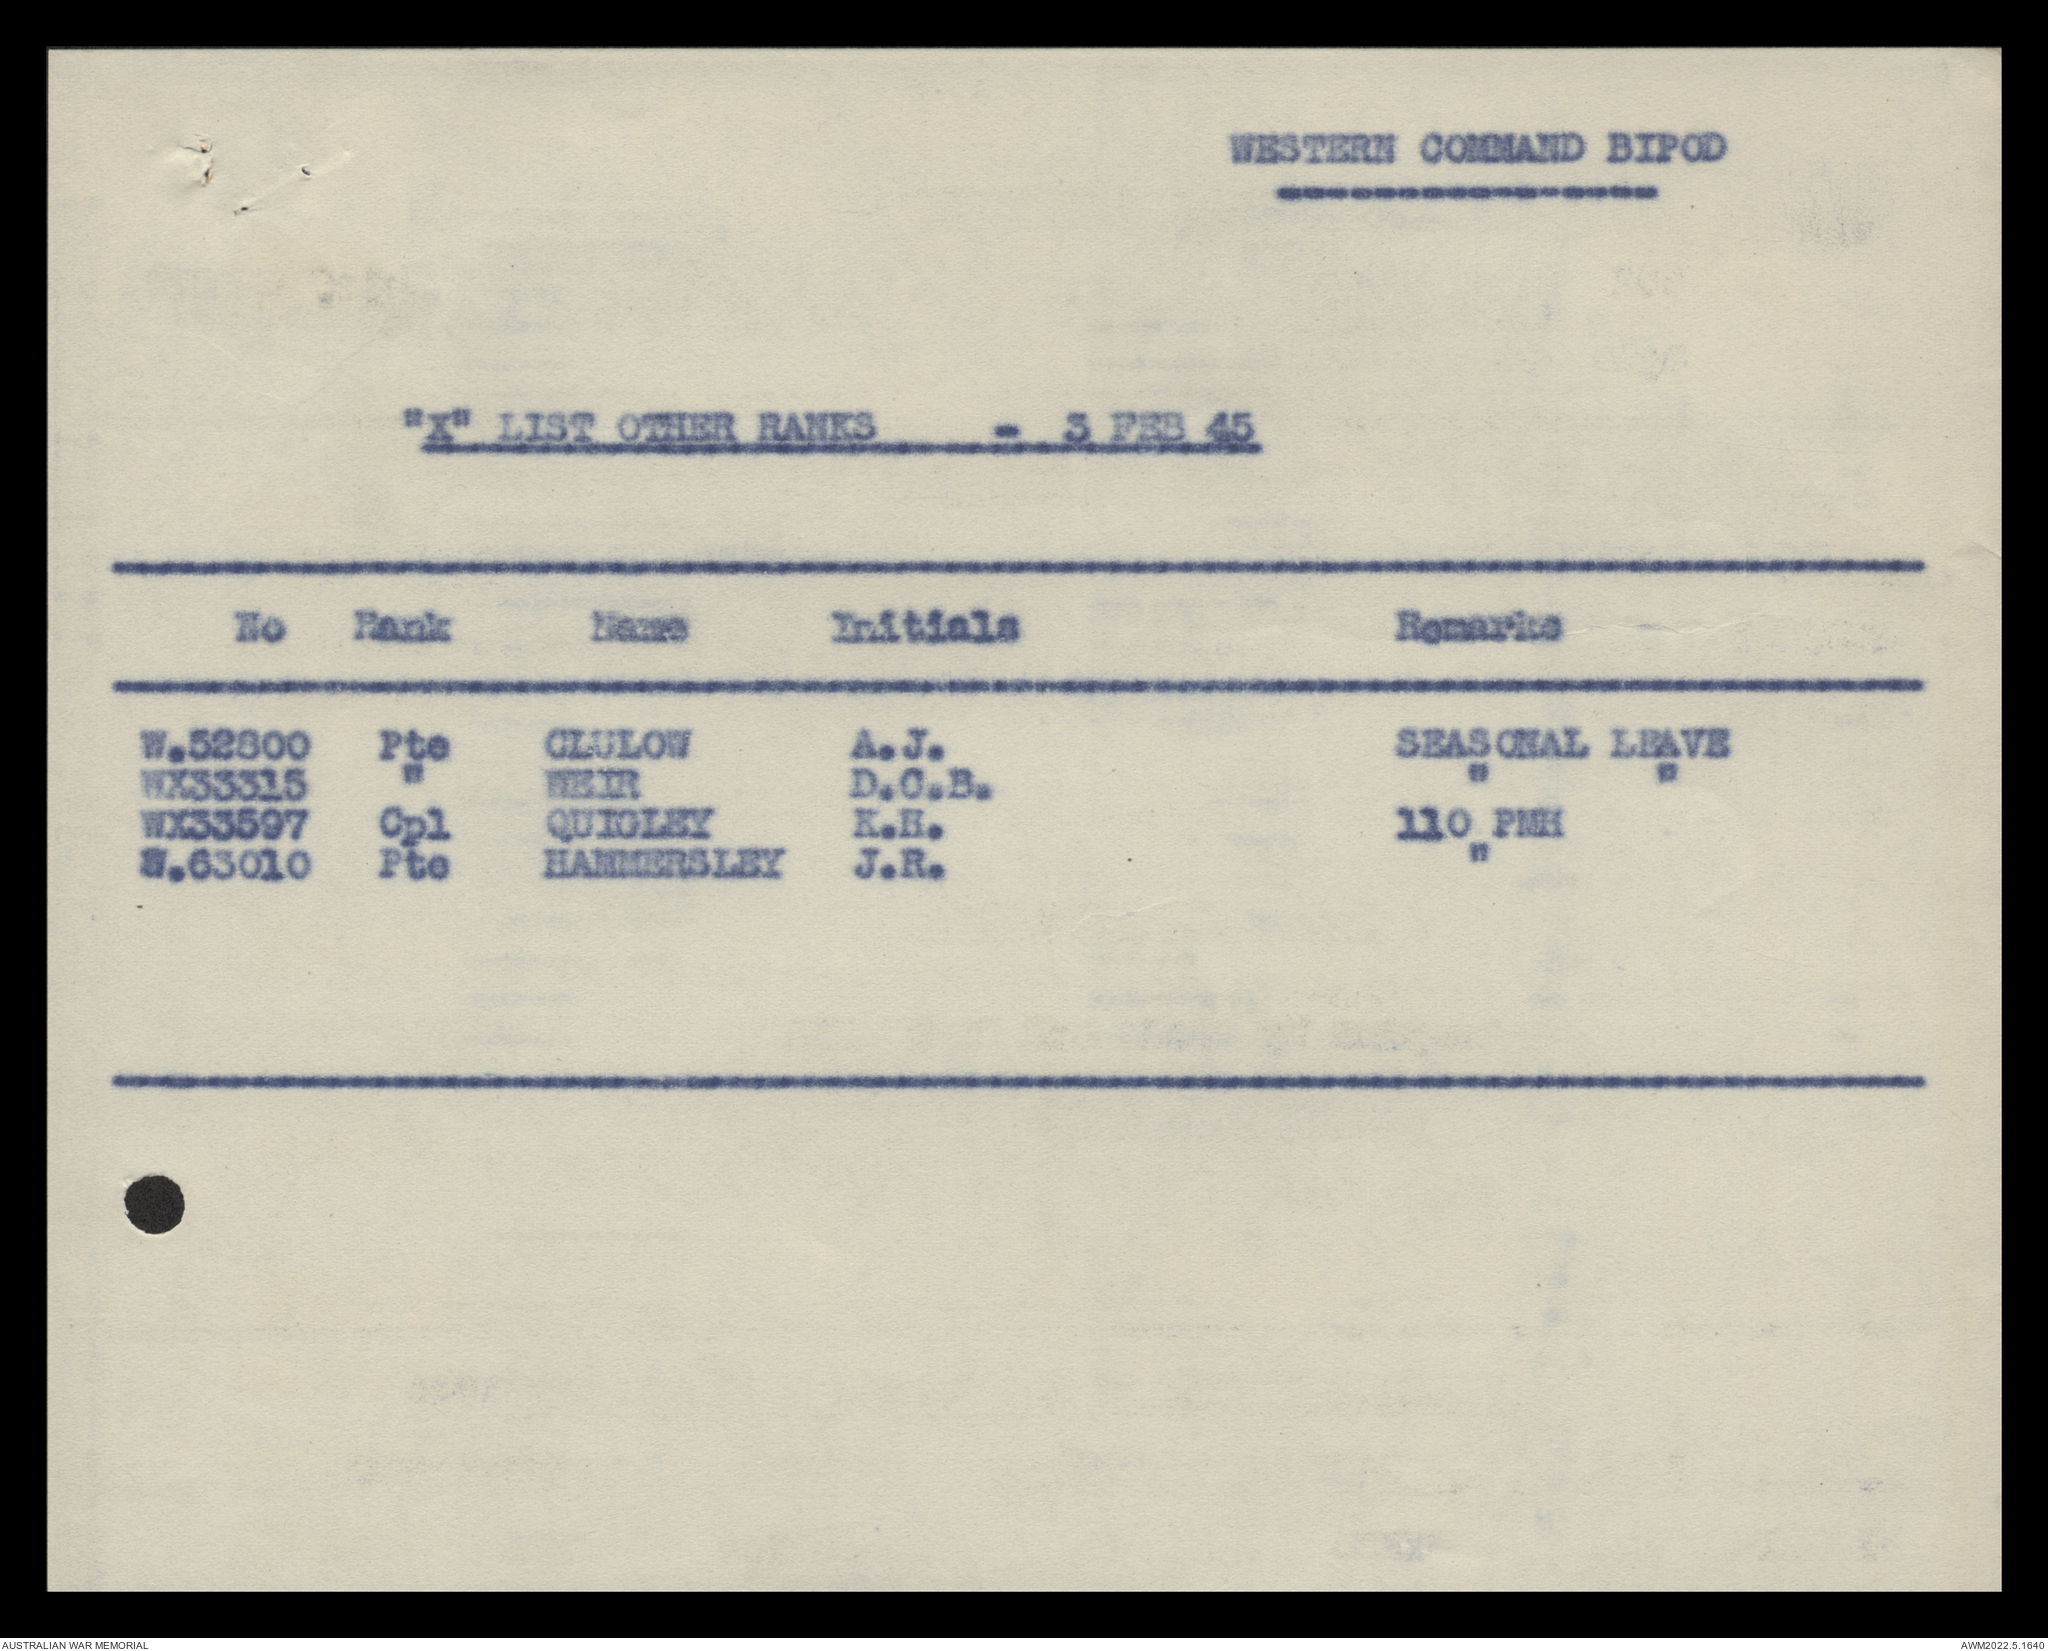 WESTERN COMMAND BIPOD
"X" LIST OTHER RANKS - 3 FEB 45
No Rank Name Initials Remarks
W.52800 Pte CLULOW A.J. SEASONAL LEAVE
WX33315 " WEIR D.C.B. " "
WX33597 Cpl QUIGLEY K.H. 110 PMH
W.63010 Pte HAMMERSLEY J.R. "
AUSTRALIAN WAR MEMORIAL
AWM2022.5.1640